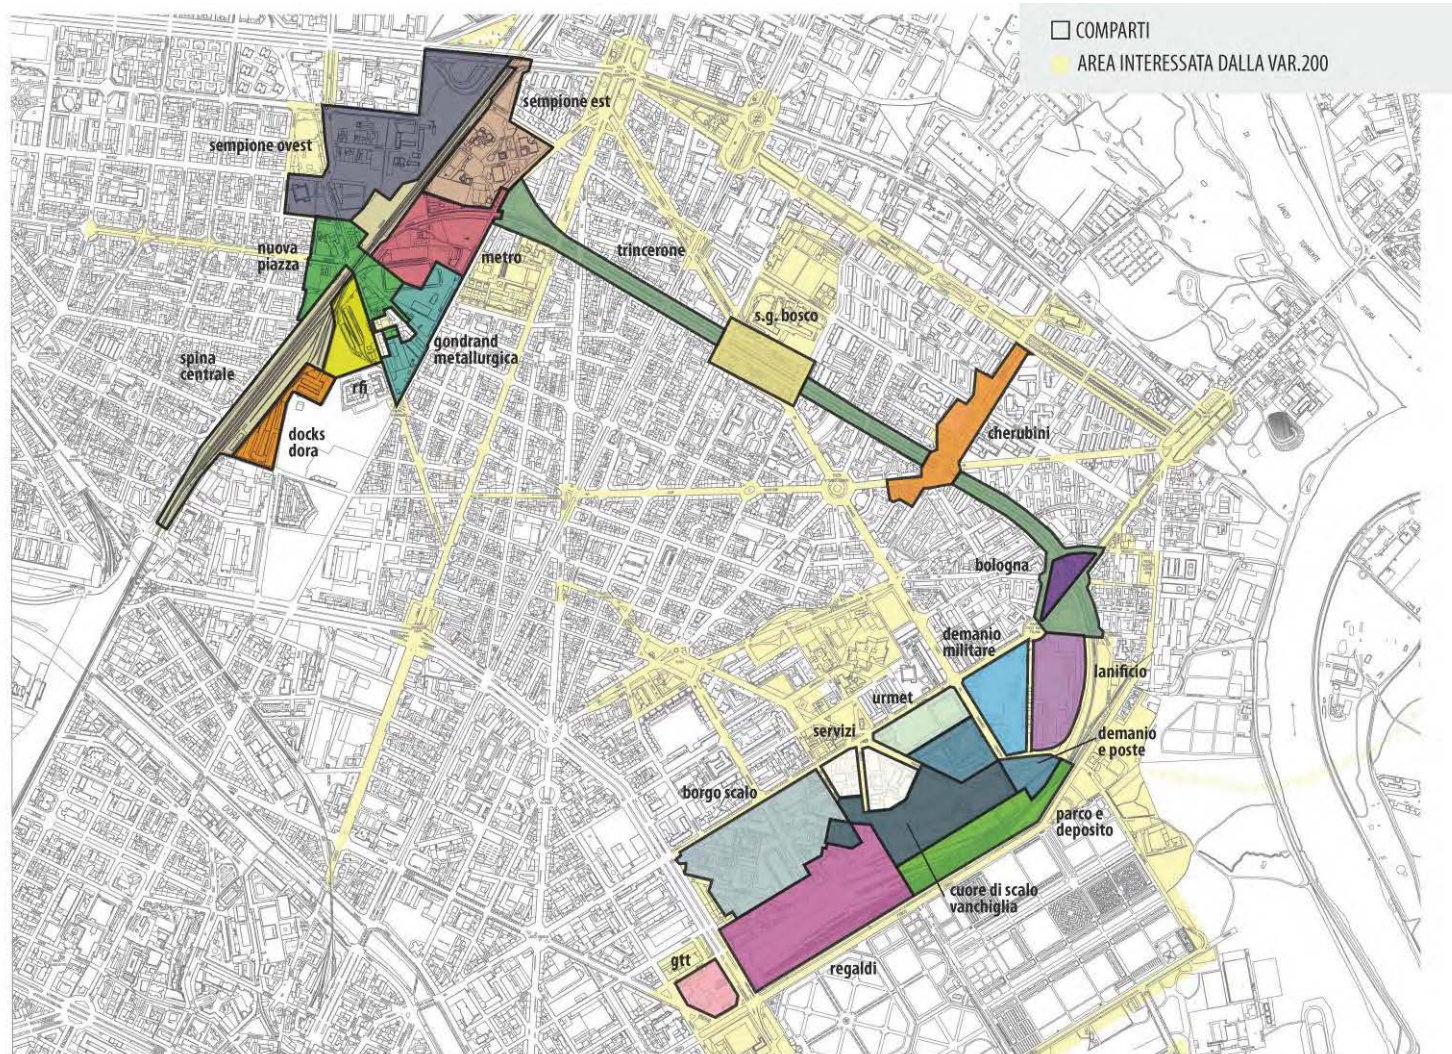 COMPARTI
AREA INTERESSATA DALLA VAR.200
sempione est
sempione ovest
nuova
piazza
metro
trincerone
s.g. bosco
gondrand
metallurgica
spina
centrale
rfi
docks
dora
cherubini
bologna
demanio
militare
lanificio
urmet
servizi
demanio
e poste
borgo scalo
parco e
deposito
cuore di scalo
vanchiglia
gtt
regaldi